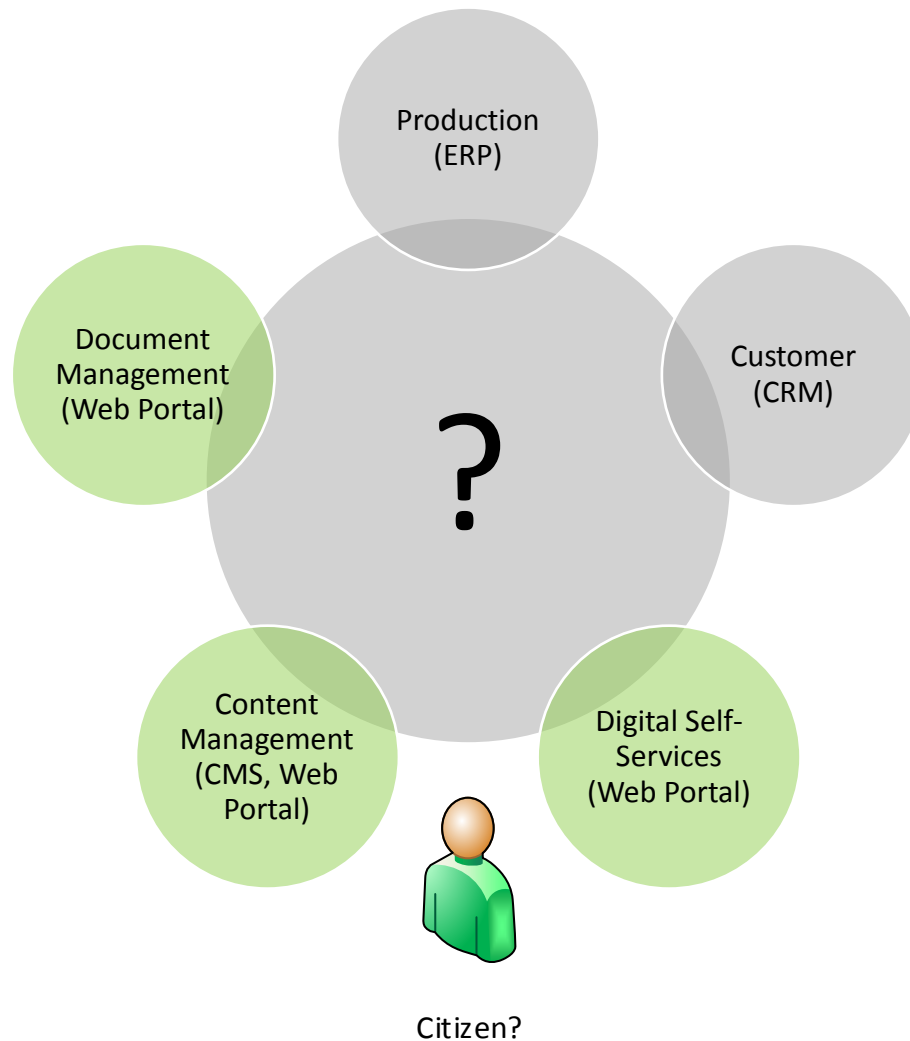 Production
(ERP)
Document
Management
(Web Portal)
Customer
(CRM)
?
Content
Management
(CMS, Web
Portal)
Digital Self-
Services
(Web Portal)
Citizen?